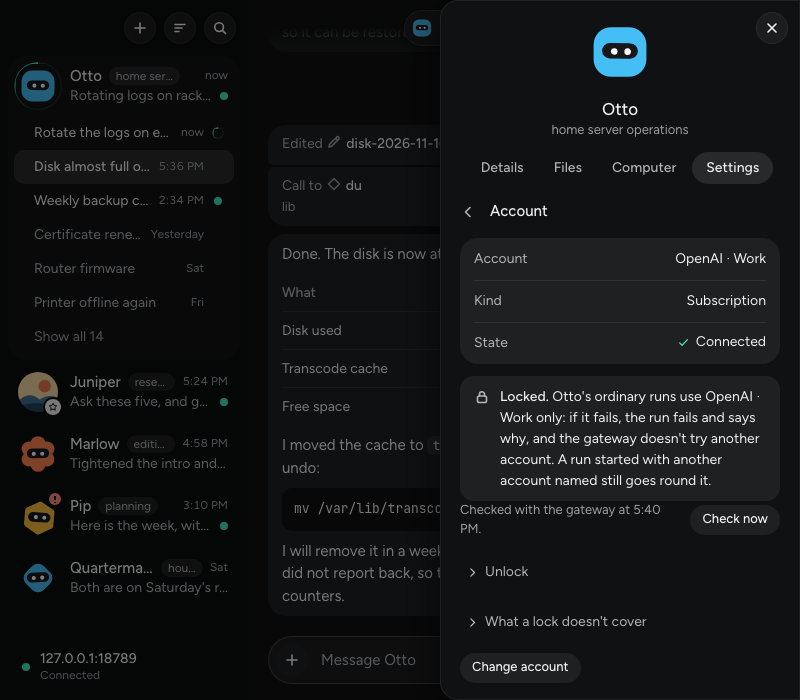 Otto home ser... now
Rotating logs on rack...
Rotate the logs on e... now
Disk almost full o... 5:36 PM
Weekly backup c... 2:34 PM
Certificate rene... Yesterday
Router firmware Sat
Printer offline again Fri
Show all 14
Juniper rese... 5:24 PM
Ask these five, and g...
Marlow editi... 4:58 PM
Tightened the intro and...
Pip planning 3:10 PM
Here is the week, wit...
Quarterma... hou... Sat
Both are on Saturday's r...
127.0.0.1:18789
Connected
so it can be restor
Edited disk-2026-11-1
Call to du
lib
Done. The disk is now at
What
Disk used
Transcode cache
Free space
I moved the cache to
undo:
mv /var/lib/transco
I will remove it in a week
did not report back, so t
counters.
Message Otto
Otto
home server operations
Details Files Computer Settings
Account
Account OpenAI · Work
Kind Subscription
State Connected
Locked. Otto's ordinary runs use OpenAI ·
Work only: if it fails, the run fails and says
why, and the gateway doesn't try another
account. A run started with another
account named still goes round it.
Checked with the gateway at 5:40
PM.
Check now
Unlock
What a lock doesn't cover
Change account